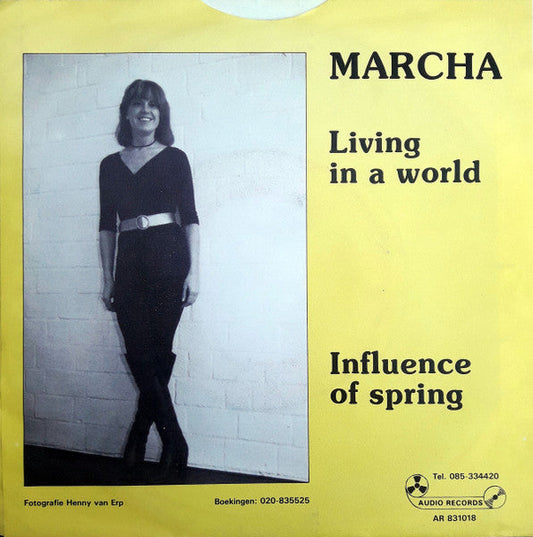 MARCHA
Living
in a world
Influence
of spring
Fotografie Henny van Erp
Boekingen: 020-835525
Tel. 085-334420
AUDIO RECORDS
AR 831018